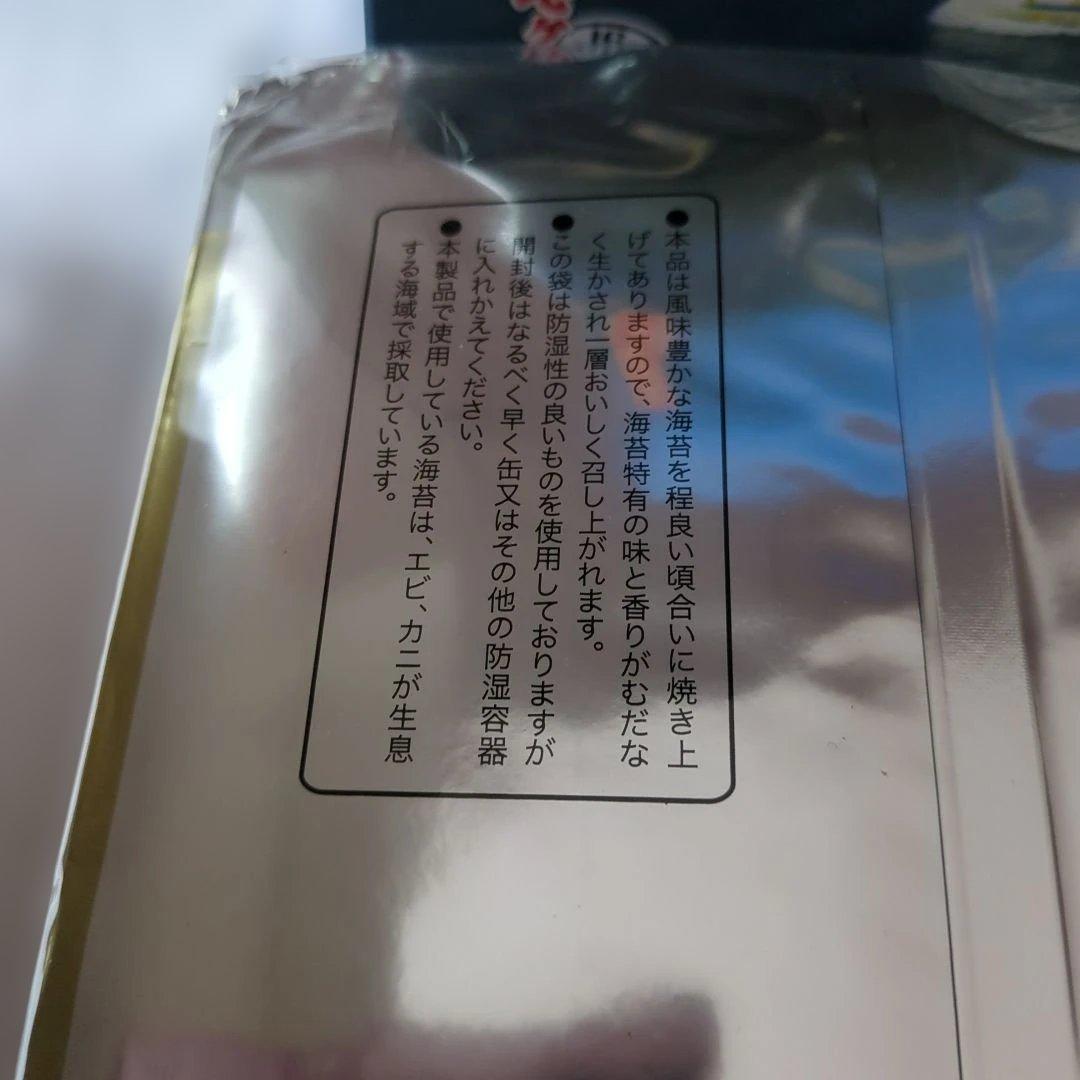 ●本品は風味豊かな海苔を程良い頃合いに焼き上
げてありますので、海苔特有の味と香りがむだな
く生かされ一層おいしく召し上がれます。
●この袋は防湿性の良いものを使用しておりますが
開封後はなるべく早く缶又はその他の防湿容器
に入れかえてください。
●本製品で使用している海苔は、エビ、カニが生息
する海域で採取しています。